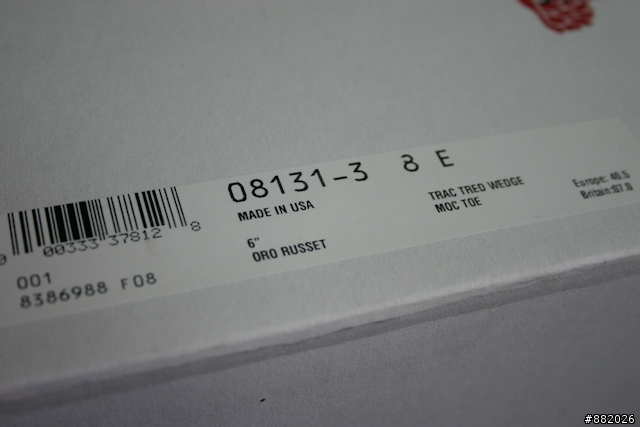 08131-3 8 E
MADE IN USA
TRAC TRED WEDGE
MOC TOE
Europe: 40.5
Britain:07.0
6"
ORO RUSSET
0 00333 37812 8
001
8386988 F08
#882026